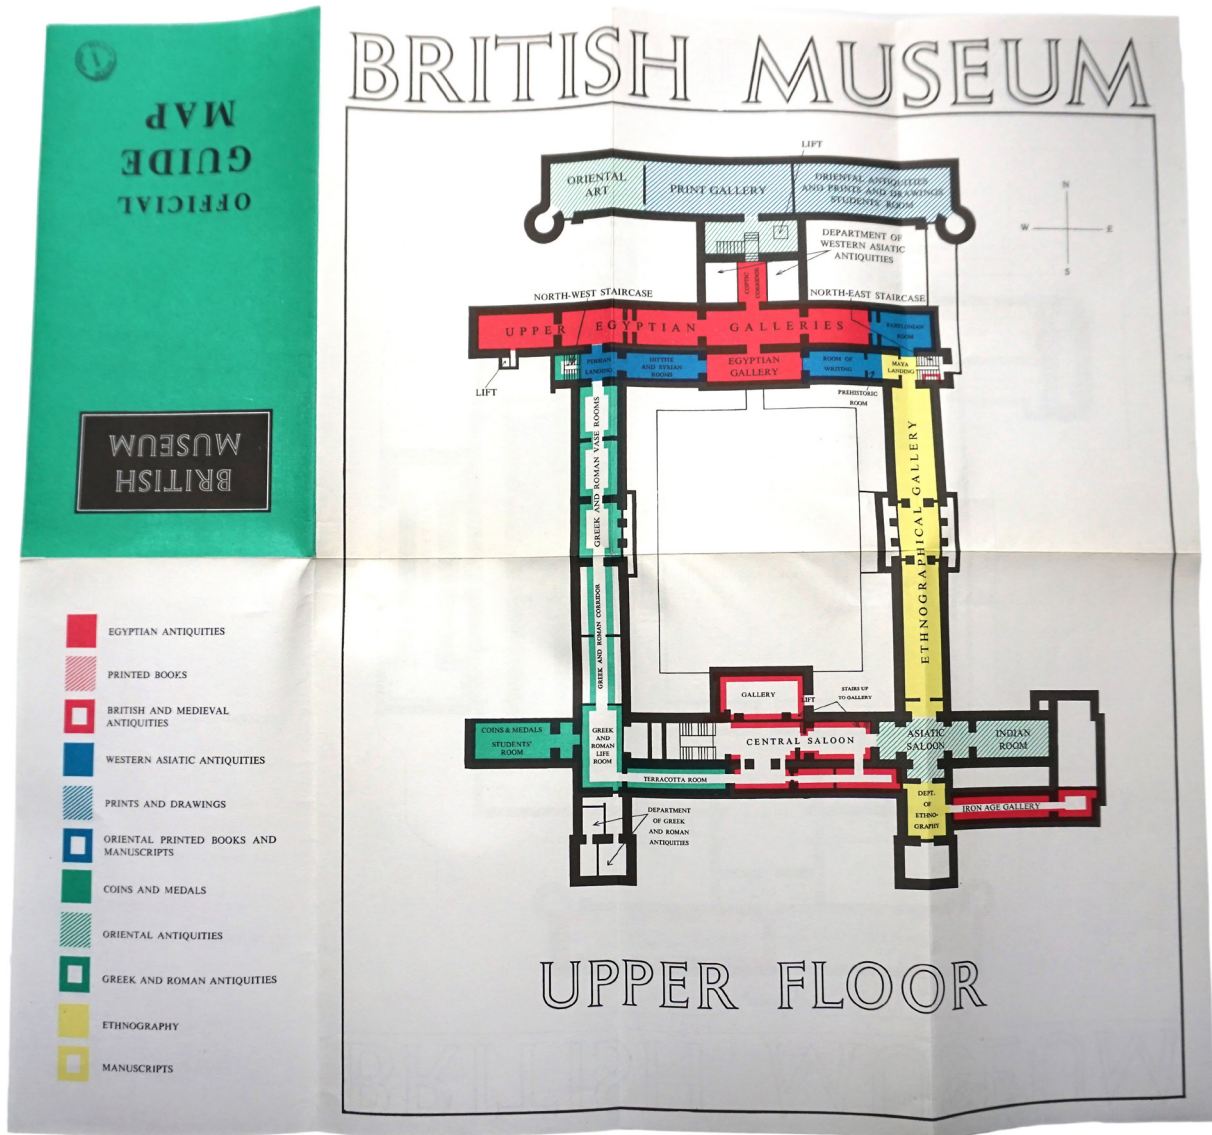 OFFICIAL
GUIDE
MAP
BRITISH
MUSEUM
BRITISH MUSEUM
LIFT
ORIENTAL
ART
PRINT GALLERY
ORIENTAL ANTIQUITIES
AND PRINTS AND DRAWINGS
STUDENTS' ROOM
N
W
E
S
DEPARTMENT OF
WESTERN ASIATIC
ANTIQUITIES
COPTIC
CORRIDOR
NORTH-WEST STAIRCASE
NORTH-EAST STAIRCASE
UPPER EGYPTIAN GALLERIES
BABYLONIAN
ROOM
PERSIAN
LANDING
HITTITE
AND SYRIAN
ROOMS
EGYPTIAN
GALLERY
ROOM OF
WRITING
MAYA
LANDING
LIFT
PREHISTORIC
ROOM
GREEK AND ROMAN VASE ROOMS
ETHNOGRAPHICAL GALLERY
GREEK AND ROMAN CORRIDOR
GALLERY
LIFT
STAIRS UP
TO GALLERY
COINS & MEDALS
STUDENTS'
ROOM
GREEK
AND
ROMAN
LIFE
ROOM
CENTRAL SALOON
ASIATIC
SALOON
INDIAN
ROOM
TERRACOTTA ROOM
DEPT.
OF
ETHNO-
GRAPHY
IRON AGE GALLERY
DEPARTMENT
OF GREEK
AND ROMAN
ANTIQUITIES
UPPER FLOOR
EGYPTIAN ANTIQUITIES
PRINTED BOOKS
BRITISH AND MEDIEVAL
ANTIQUITIES
WESTERN ASIATIC ANTIQUITIES
PRINTS AND DRAWINGS
ORIENTAL PRINTED BOOKS AND
MANUSCRIPTS
COINS AND MEDALS
ORIENTAL ANTIQUITIES
GREEK AND ROMAN ANTIQUITIES
ETHNOGRAPHY
MANUSCRIPTS